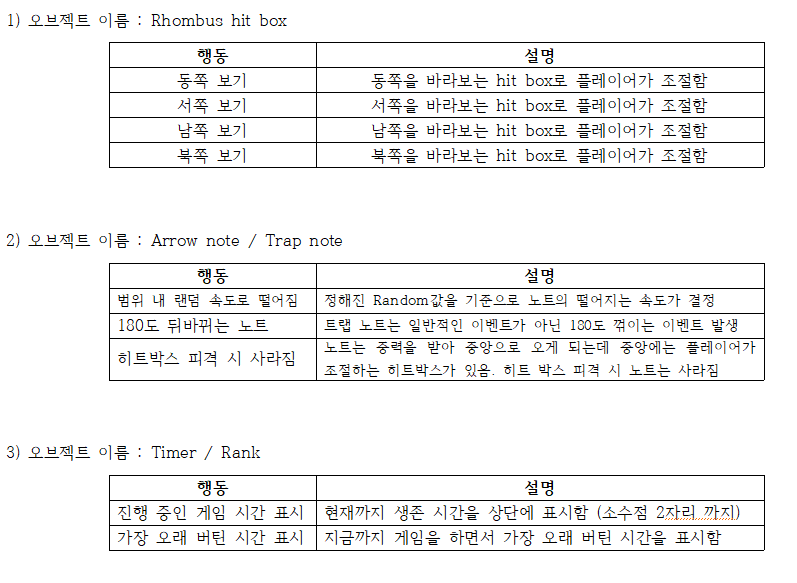 1) 오브젝트 이름 : Rhombus hit box
행동 설명
동쪽 보기 동쪽을 바라보는 hit box로 플레이어가 조절함
서쪽 보기 서쪽을 바라보는 hit box로 플레이어가 조절함
남쪽 보기 남쪽을 바라보는 hit box로 플레이어가 조절함
북쪽 보기 북쪽을 바라보는 hit box로 플레이어가 조절함
2) 오브젝트 이름 : Arrow note / Trap note
행동 설명
범위 내 랜덤 속도로 떨어짐 정해진 Random값을 기준으로 노트의 떨어지는 속도가 결정
180도 뒤바뀌는 노트 트랩 노트는 일반적인 이벤트가 아닌 180도 꺾이는 이벤트 발생
히트박스 피격 시 사라짐 노트는 중력을 받아 중앙으로 오게 되는데 중앙에는 플레이어가
조절하는 히트박스가 있음. 히트 박스 피격 시 노트는 사라짐
3) 오브젝트 이름 : Timer / Rank
행동 설명
진행 중인 게임 시간 표시 현재까지 생존 시간을 상단에 표시함 (소수점 2자리 까지)
가장 오래 버틴 시간 표시 지금까지 게임을 하면서 가장 오래 버틴 시간을 표시함